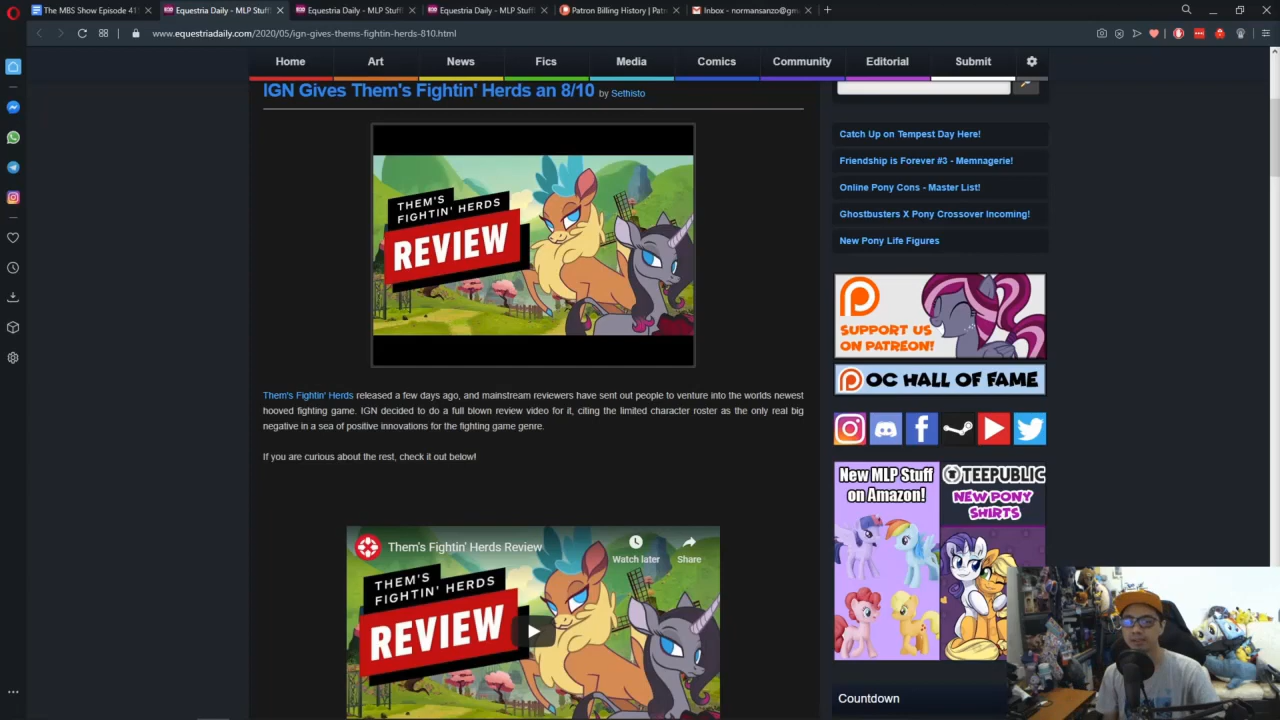 The MBS Show Episode 41
Equestria Daily - MLP Stuff!
Equestria Daily - MLP Stuff!
Equestria Daily - MLP Stuff!
Patron Billing History | Pat
Inbox - normansanzo@gm
www.equestriadaily.com/2020/05/ign-gives-thems-fightin-herds-810.html
Home
Art
News
Fics
Media
Comics
Community
Editorial
Submit
IGN Gives Them's Fightin' Herds an 8/10 by Sethisto
THEM'S
FIGHTIN' HERDS
REVIEW
Them's Fightin' Herds released a few days ago, and mainstream reviewers have sent out people to venture into the worlds newest
hooved fighting game. IGN decided to do a full blown review video for it, citing the limited character roster as the only real big
negative in a sea of positive innovations for the fighting game genre.
If you are curious about the rest, check it out below!
Them's Fightin' Herds Review
Watch later
Share
THEM'S
FIGHTIN' HERDS
REVIEW
Catch Up on Tempest Day Here!
Friendship is Forever #3 - Memnagerie!
Online Pony Cons - Master List!
Ghostbusters X Pony Crossover Incoming!
New Pony Life Figures
SUPPORT US
ON PATREON!
OC HALL OF FAME
New MLP Stuff
on Amazon!
TEEPUBLIC
NEW PONY
SHIRTS
Countdown